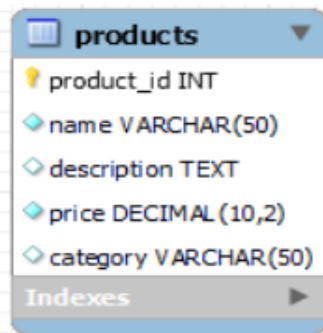 products
product_id INT
name VARCHAR(50)
description TEXT
price DECIMAL(10,2)
category VARCHAR(50)
Indexes